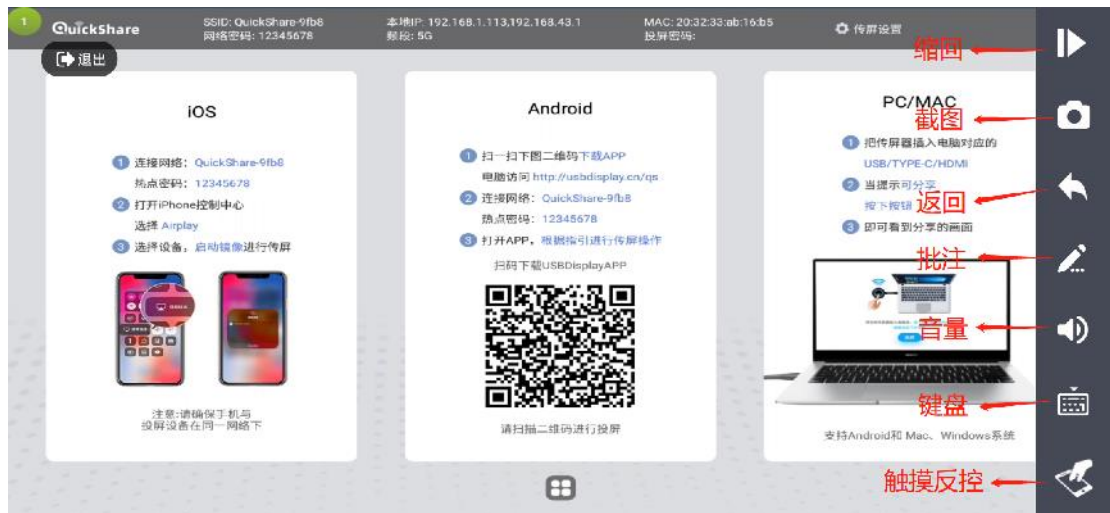 1
QuickShare
SSID: QuickShare-9fb8
网络密码: 12345678
本地IP: 192.168.1.113,192.168.43.1
频段: 5G
MAC: 20:32:33:ab:16:b5
投屏密码:
传屏设置
退出
iOS
1 连接网络: QuickShare-9fb8
热点密码: 12345678
2 打开iPhone控制中心
选择 Airplay
3 选择设备，启动镜像进行传屏
注意:请确保手机与
投屏设备在同一网络下
Android
1 扫一扫下图二维码下载APP
电脑访问 http://usbdisplay.cn/qs
2 连接网络: QuickShare-9fb8
热点密码: 12345678
3 打开APP，根据指引进行传屏操作
扫码下载USBDisplayAPP
请扫描二维码进行投屏
PC/MAC
1 把传屏器插入电脑对应的
USB/TYPE-C/HDMI
2 当提示可分享
按下按钮
3 即可看到分享的画面
支持Android和 Mac、Windows系统
缩回
截图
返回
批注
音量
键盘
触摸反控